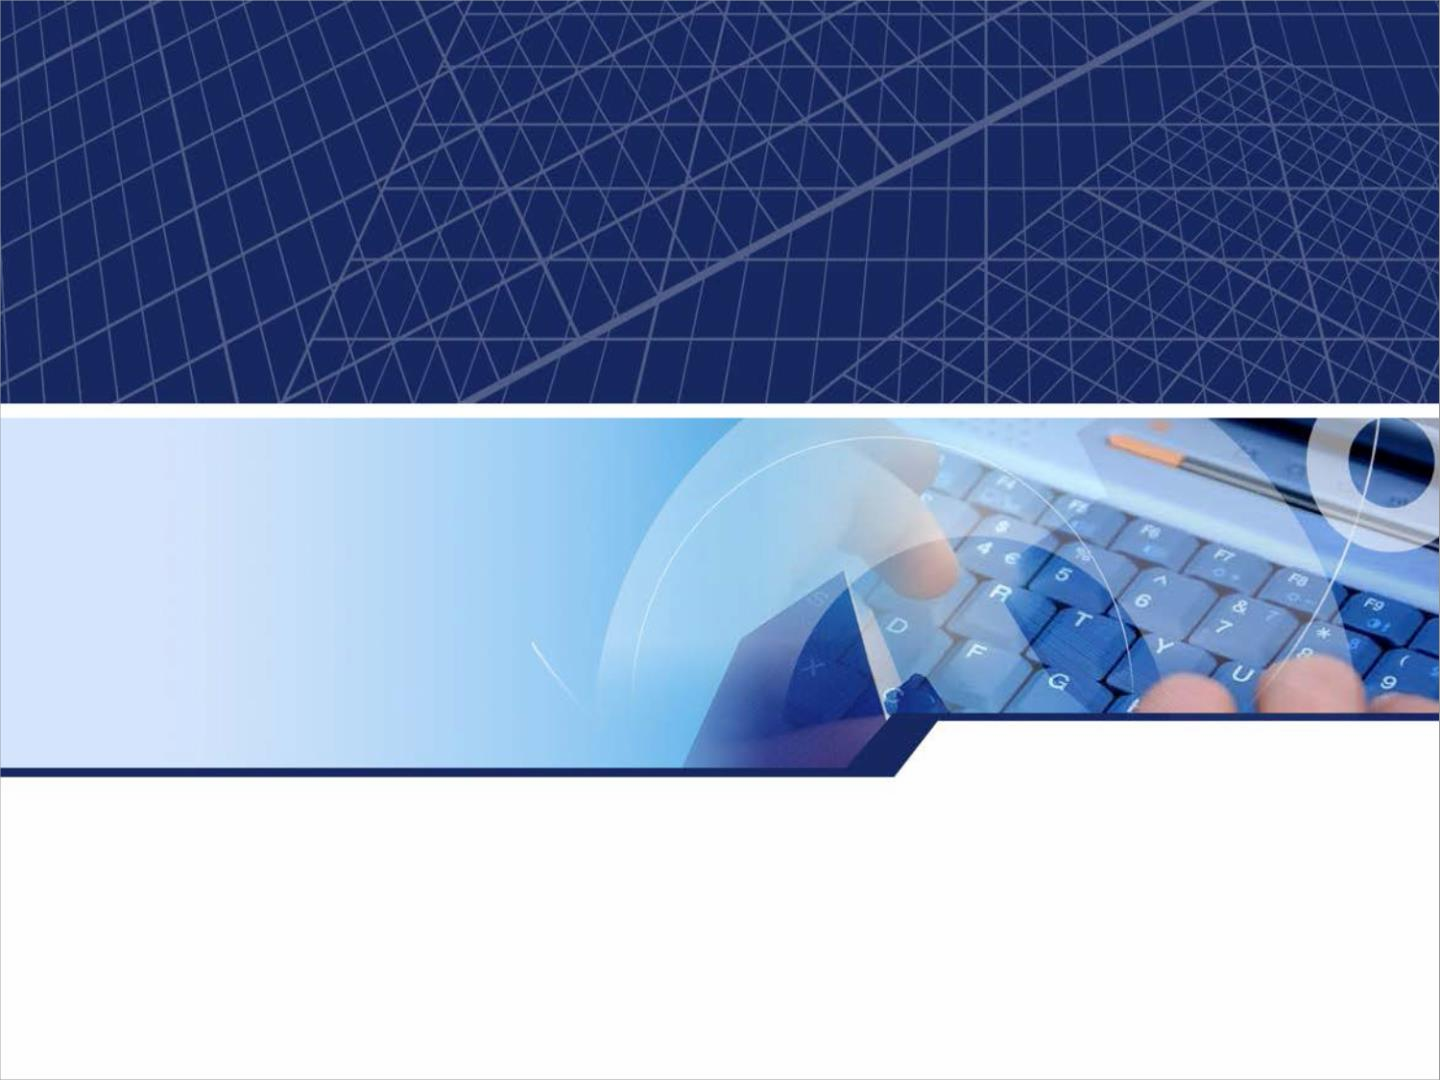 F4 F5 F6 F7 F8 F9
$ 4 € % 5 ^ 6 & 7 * 8 ( 9
R T Y U
S D F G
X C